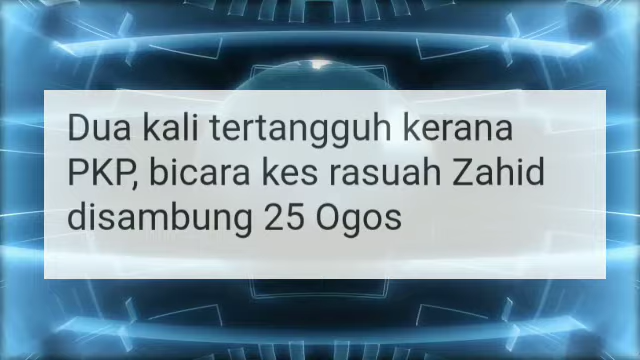 Dua kali tertangguh kerana
PKP, bicara kes rasuah Zahid
disambung 25 Ogos